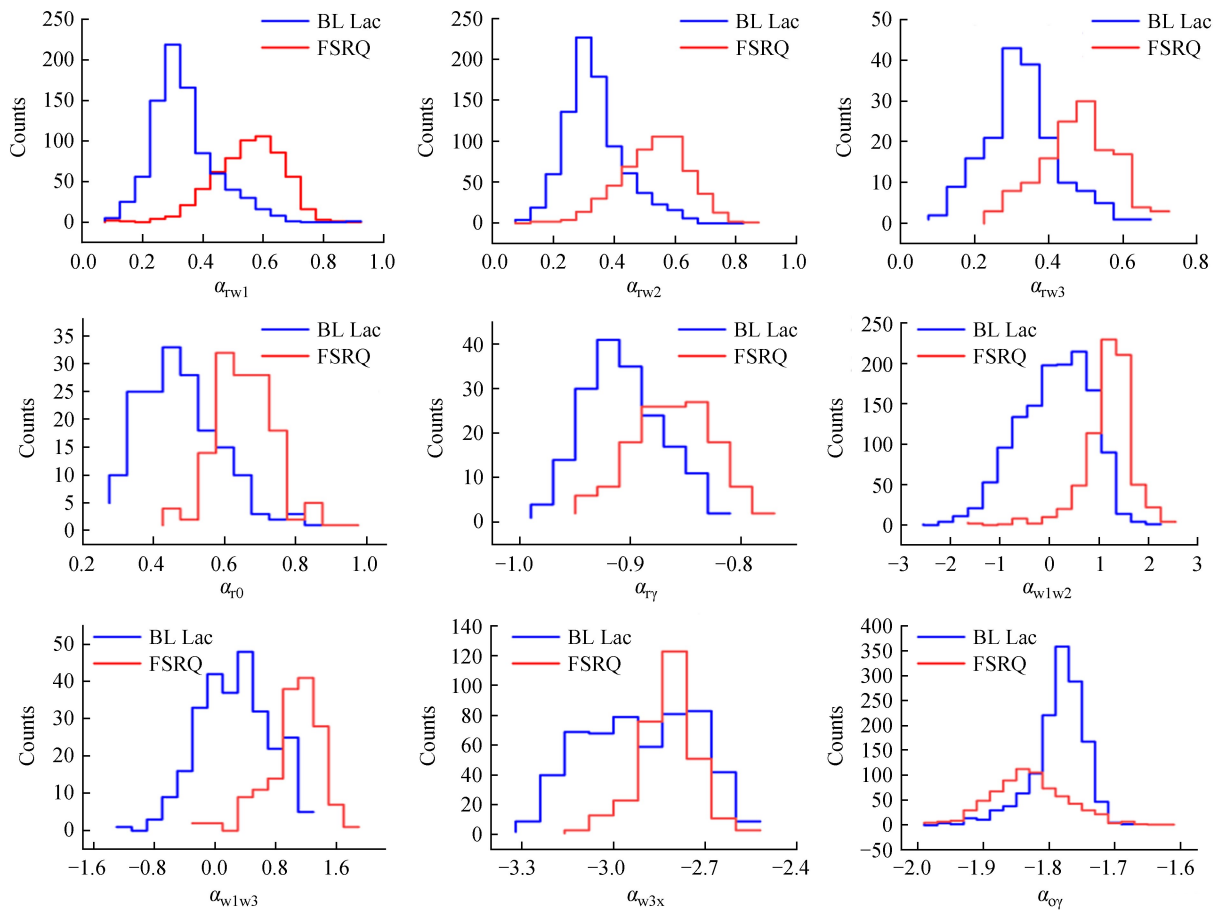 250
200
150
100
50
0
Counts
BL Lac
FSRQ
0.0 0.2 0.4 0.6 0.8 1.0
αrw1
250
200
150
100
50
0
Counts
BL Lac
FSRQ
0.0 0.2 0.4 0.6 0.8 1.0
αrw2
50
40
30
20
10
0
Counts
BL Lac
FSRQ
0.0 0.2 0.4 0.6 0.8
αrw3
35
30
25
20
15
10
5
0
Counts
BL Lac
FSRQ
0.2 0.4 0.6 0.8 1.0
αr0
40
20
0
Counts
BL Lac
FSRQ
−1.0 −0.9 −0.8
αrγ
250
200
150
100
50
0
Counts
BL Lac
FSRQ
−3 −2 −1 0 1 2 3
αw1w2
50
40
30
20
10
0
Counts
BL Lac
FSRQ
−1.6 −0.8 0.0 0.8 1.6
αw1w3
140
120
100
80
60
40
20
0
Counts
BL Lac
FSRQ
−3.3 −3.0 −2.7 −2.4
αw3x
400
350
300
250
200
150
100
50
0
−50
Counts
BL Lac
FSRQ
−2.0 −1.9 −1.8 −1.7 −1.6
αoγ